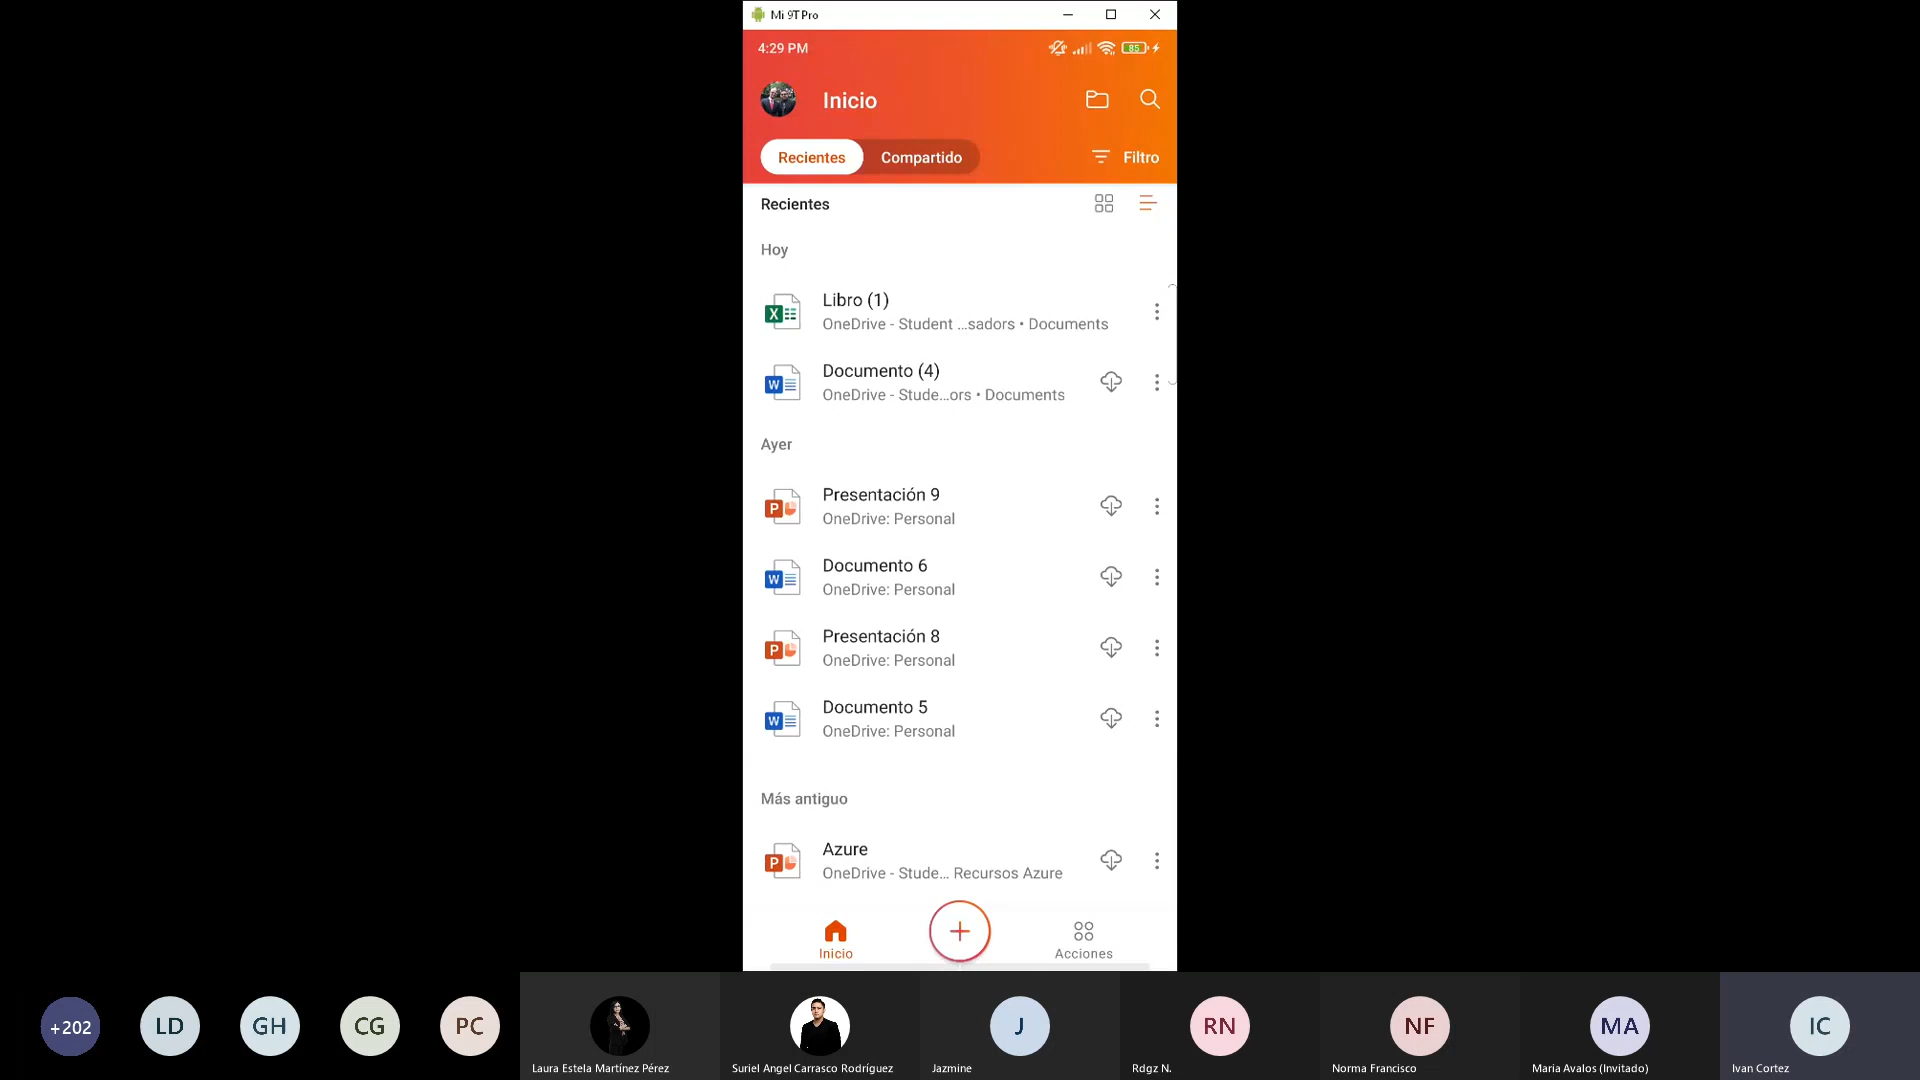 Mi 9T Pro
4:29 PM
85
Inicio
Recientes
Compartido
Filtro
Recientes
Hoy
X
Libro (1)
OneDrive - Student ...sadors • Documents
W
Documento (4)
OneDrive - Stude...ors • Documents
Ayer
P
Presentación 9
OneDrive: Personal
W
Documento 6
OneDrive: Personal
P
Presentación 8
OneDrive: Personal
W
Documento 5
OneDrive: Personal
Más antiguo
P
Azure
OneDrive - Stude... Recursos Azure
Inicio
Acciones
+202
LD
GH
CG
PC
Laura Estela Martínez Pérez
Suriel Angel Carrasco Rodríguez
J
Jazmine
RN
Rdgz N.
NF
Norma Francisco
MA
Maria Avalos (Invitado)
IC
Ivan Cortez